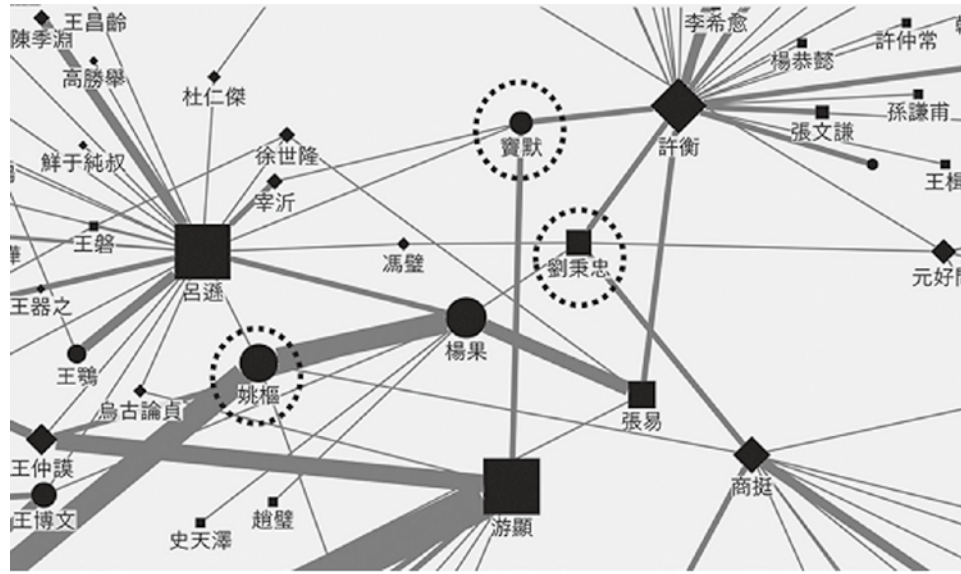 王昌齡
李希愈
陳季淵
許仲常
楊恭懿
高勝舉
杜仁傑
孫謙甫
張文謙
竇默
許衡
徐世隆
鮮于純叔
王楫
宰沂
王磐
馮璧
劉秉忠
元好問
呂遜
王器之
楊果
王鶚
姚樞
烏古論貞
張易
王仲謨
商挺
王博文
趙璧
游顯
史天澤